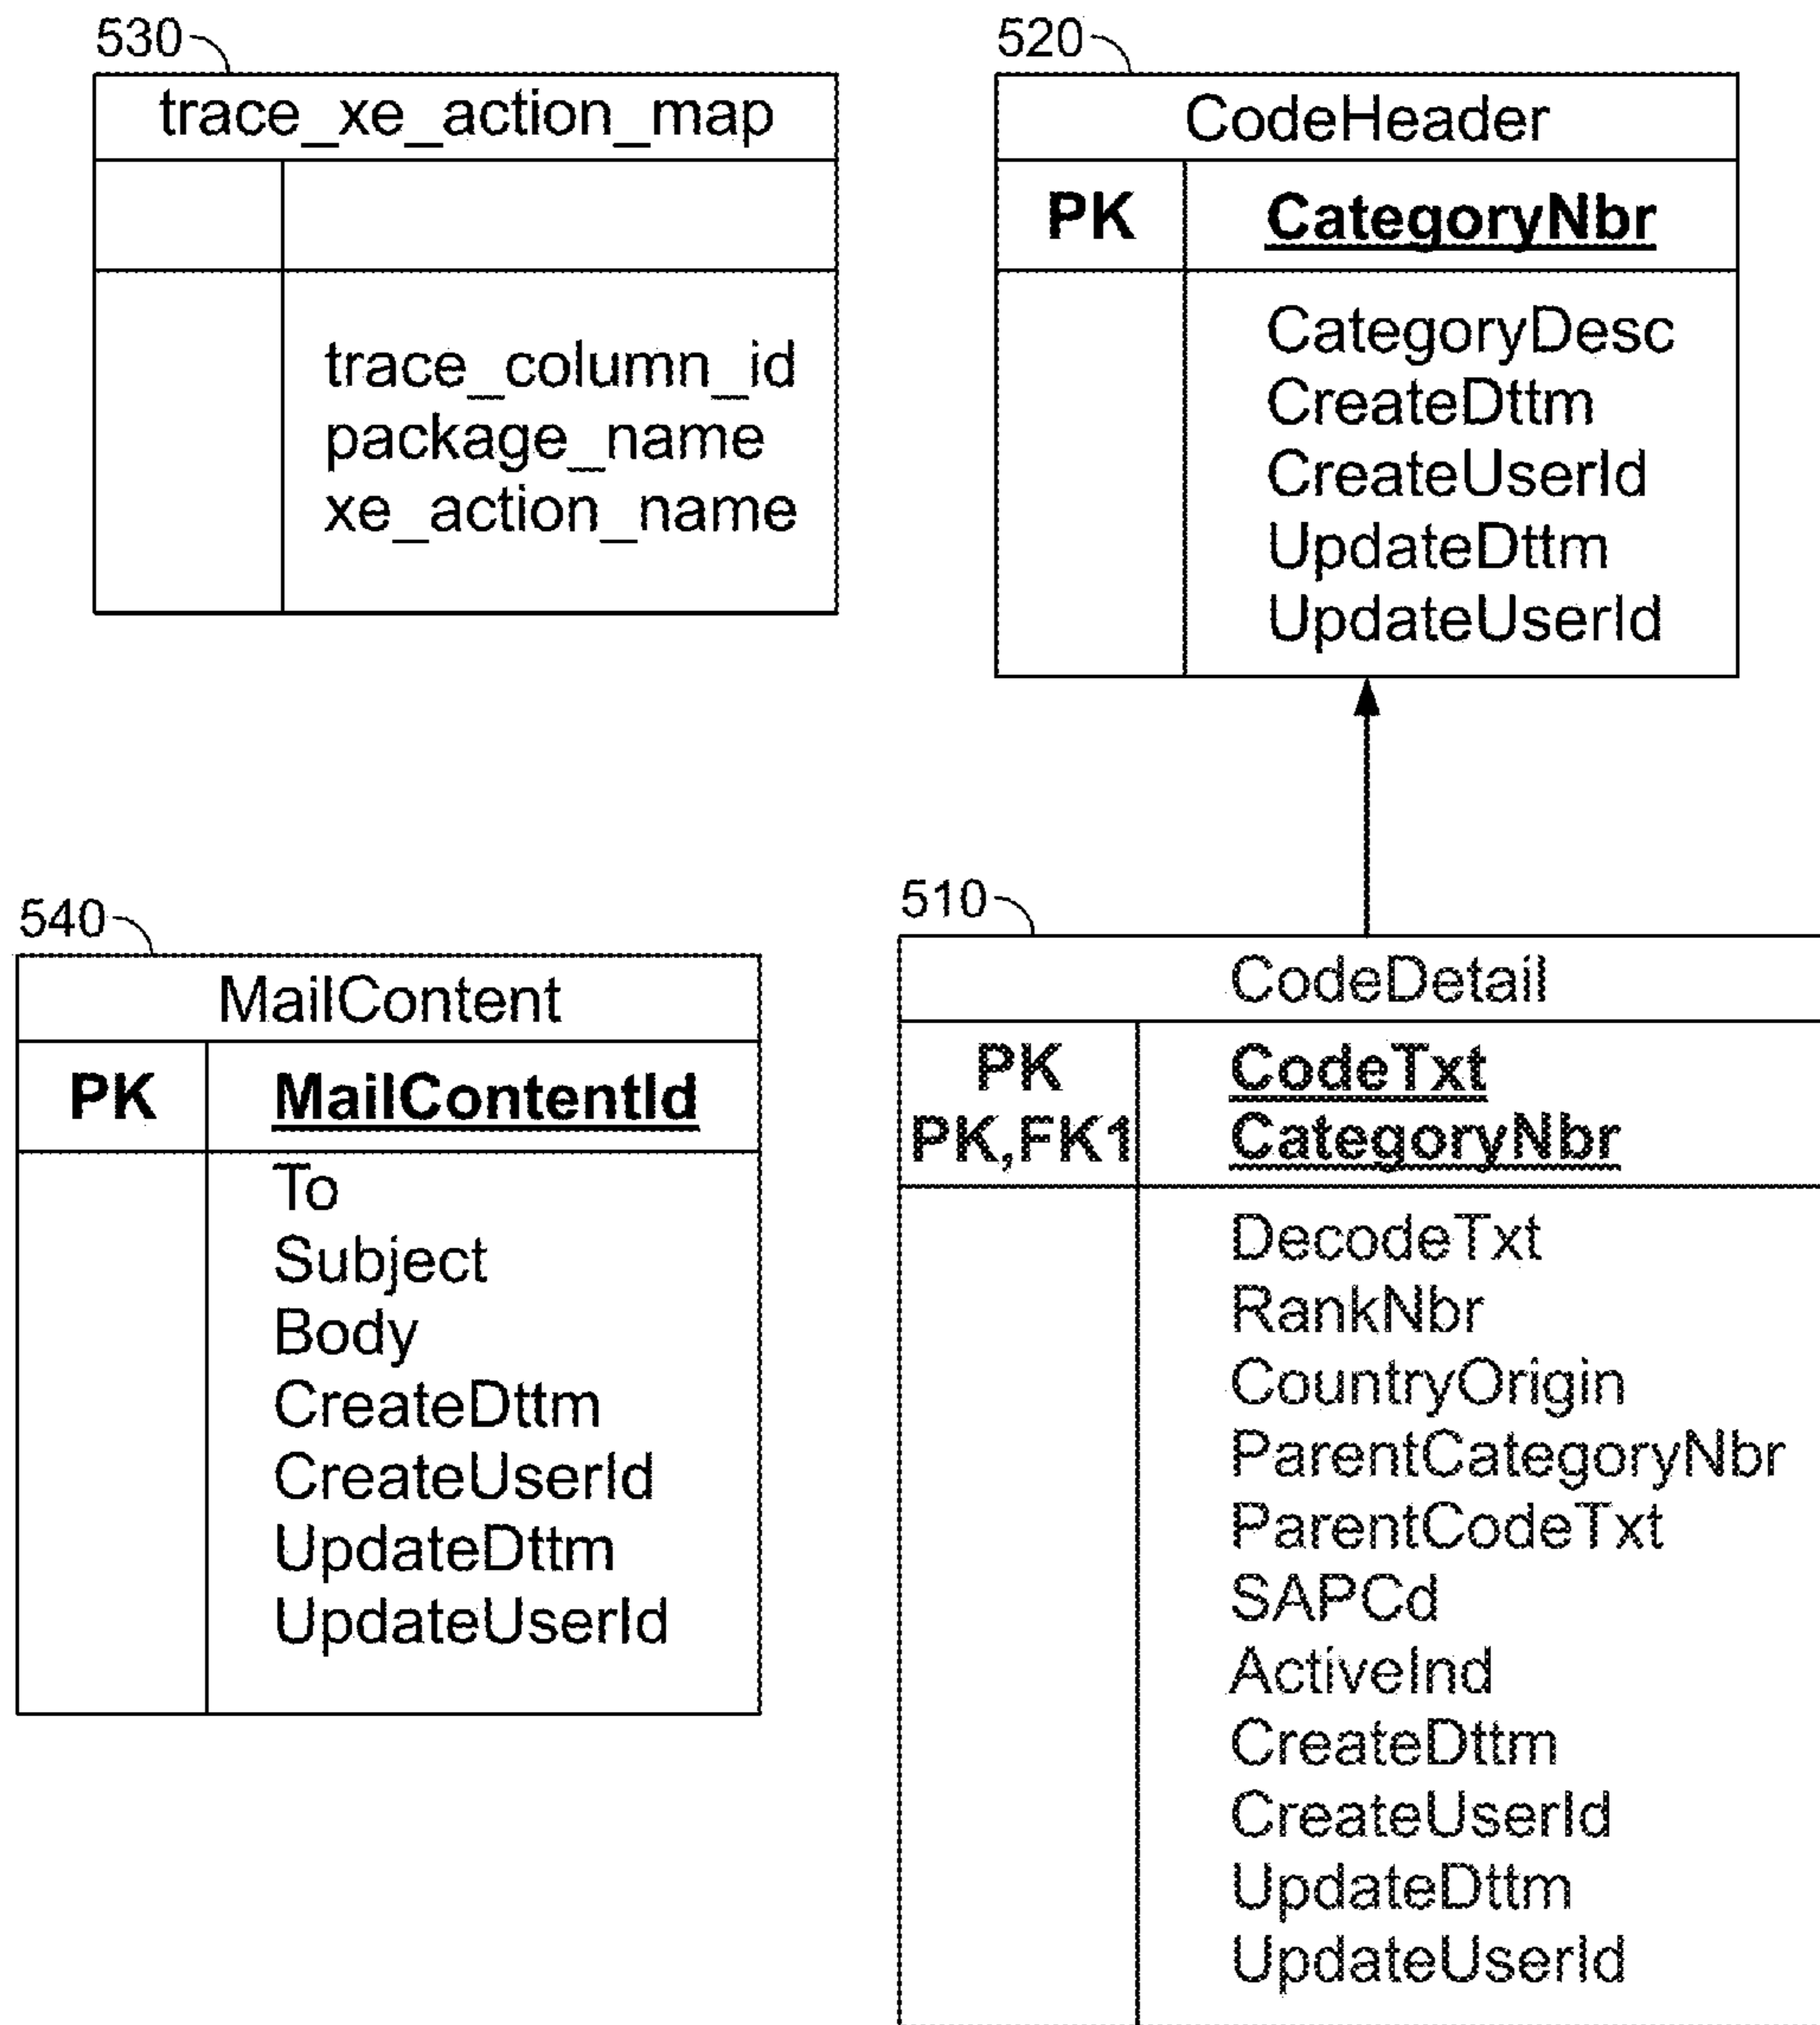 530
trace_xe_action_map
trace_column_id
package_name
xe_action_name
520
CodeHeader
PK CategoryNbr
CategoryDesc
CreateDttm
CreateUserId
UpdateDttm
UpdateUserId
540
MailContent
PK MailContentId
To
Subject
Body
CreateDttm
CreateUserId
UpdateDttm
UpdateUserId
510
CodeDetail
PK CodeTxt
PK,FK1 CategoryNbr
DecodeTxt
RankNbr
CountryOrigin
ParentCategoryNbr
ParentCodeTxt
SAPCd
ActiveInd
CreateDttm
CreateUserId
UpdateDttm
UpdateUserId